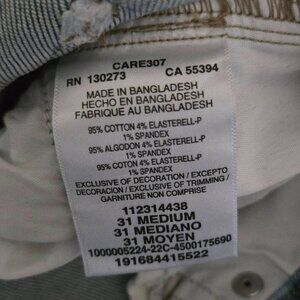 CARE307
RN 130273 CA 55394
MADE IN BANGLADESH
HECHO EN BANGLADESH
FABRIQUE AU BANGLADESH
95% COTTON 4% ELASTERELL-P
1% SPANDEX
95% ALGODON 4% ELASTERELL-P
1% SPANDEX
95% COTON 4% ELASTERELL-P
1% SPANDEX
EXCLUSIVE OF DECORATION / EXCEPTO
DECORACION / EXCLUSIVE OF TRIMMING /
GARNITURE NON COMPRISE
112314438
31 MEDIUM
31 MEDIANO
31 MOYEN
1000005224-22C-4500175690
191684415522